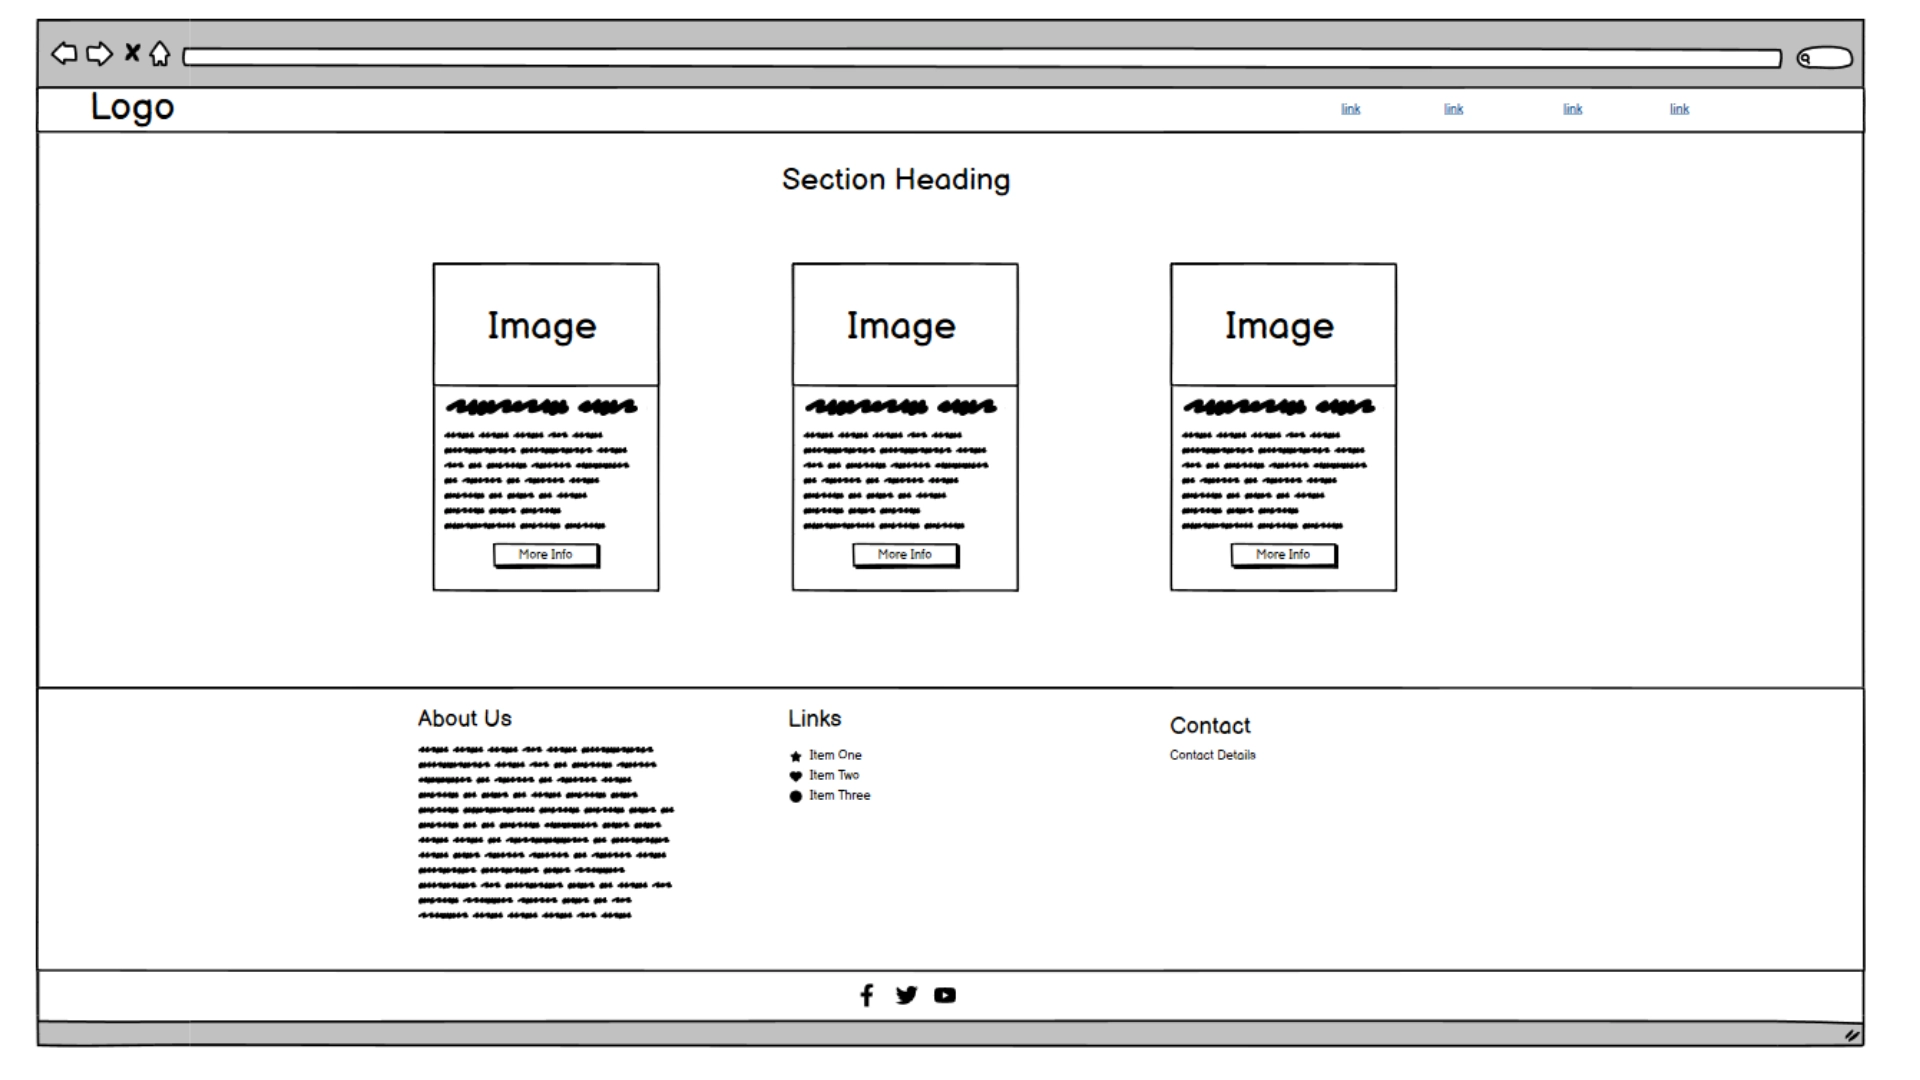 Logo
link link link link
Section Heading
Image
More Info
Image
More Info
Image
More Info
About Us
Links
Item One
Item Two
Item Three
Contact
Contact Details